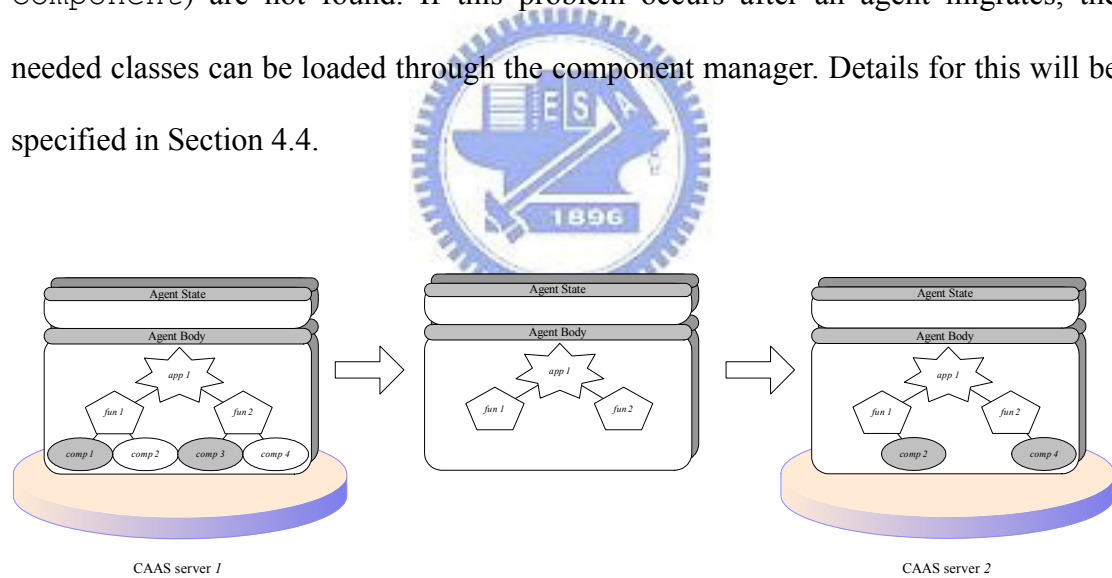 component) are not found. If this problem occurs after an agent migrates, the
needed classes can be loaded through the component manager. Details for this will be
specified in Section 4.4.
E S A
1896
Agent State
Agent Body
app 1
fun 1
fun 2
comp 1
comp 2
comp 3
comp 4
CAAS server 1
Agent State
Agent Body
app 1
fun 1
fun 2
Agent State
Agent Body
app 1
fun 1
fun 2
comp 2
comp 4
CAAS server 2